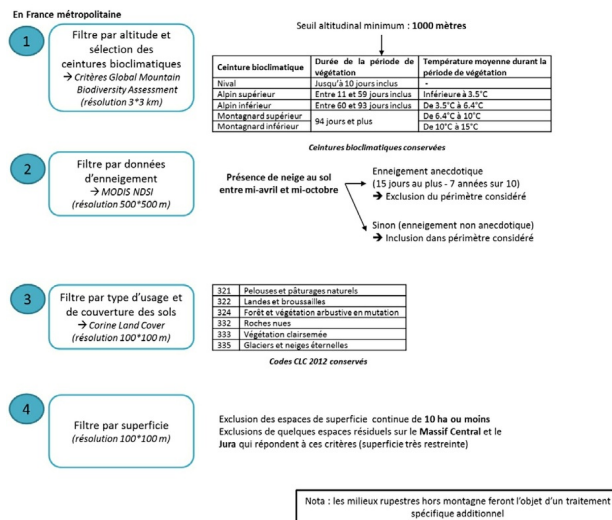 En France métropolitaine
1
Filtre par altitude et
sélection des
ceintures bioclimatiques
→ Critères Global Mountain
Biodiversity Assessment
(résolution 3*3 km)
Seuil altitudinal minimum : 1000 mètres
Ceinture bioclimatique | Durée de la période de végétation | Température moyenne durant la période de végétation
Nival | Jusqu'à 10 jours inclus | -
Alpin supérieur | Entre 11 et 59 jours inclus | Inférieure à 3.5°C
Alpin inférieur | Entre 60 et 93 jours inclus | De 3.5°C à 6.4°C
Montagnard supérieur | 94 jours et plus | De 6.4°C à 10°C
Montagnard inférieur | De 10°C à 15°C
Ceintures bioclimatiques conservées
2
Filtre par données
d'enneigement
→ MODIS NDSI
(résolution 500*500 m)
Présence de neige au sol
entre mi-avril et mi-octobre
Enneigement anecdotique
(15 jours au plus - 7 années sur 10)
→ Exclusion du périmètre considéré
Sinon (enneigement non anecdotique)
→ Inclusion dans périmètre considéré
3
Filtre par type d'usage et
de couverture des sols
→ Corine Land Cover
(résolution 100*100 m)
321 | Pelouses et pâturages naturels
322 | Landes et broussailles
324 | Forêt et végétation arbustive en mutation
332 | Roches nues
333 | Végétation clairsemée
335 | Glaciers et neiges éternelles
Codes CLC 2012 conservés
4
Filtre par superficie
(résolution 100*100 m)
Exclusion des espaces de superficie continue de 10 ha ou moins
Exclusions de quelques espaces résiduels sur le Massif Central et le
Jura qui répondent à ces critères (superficie très restreinte)
Nota : les milieux rupestres hors montagne feront l'objet d'un traitement
spécifique additionnel